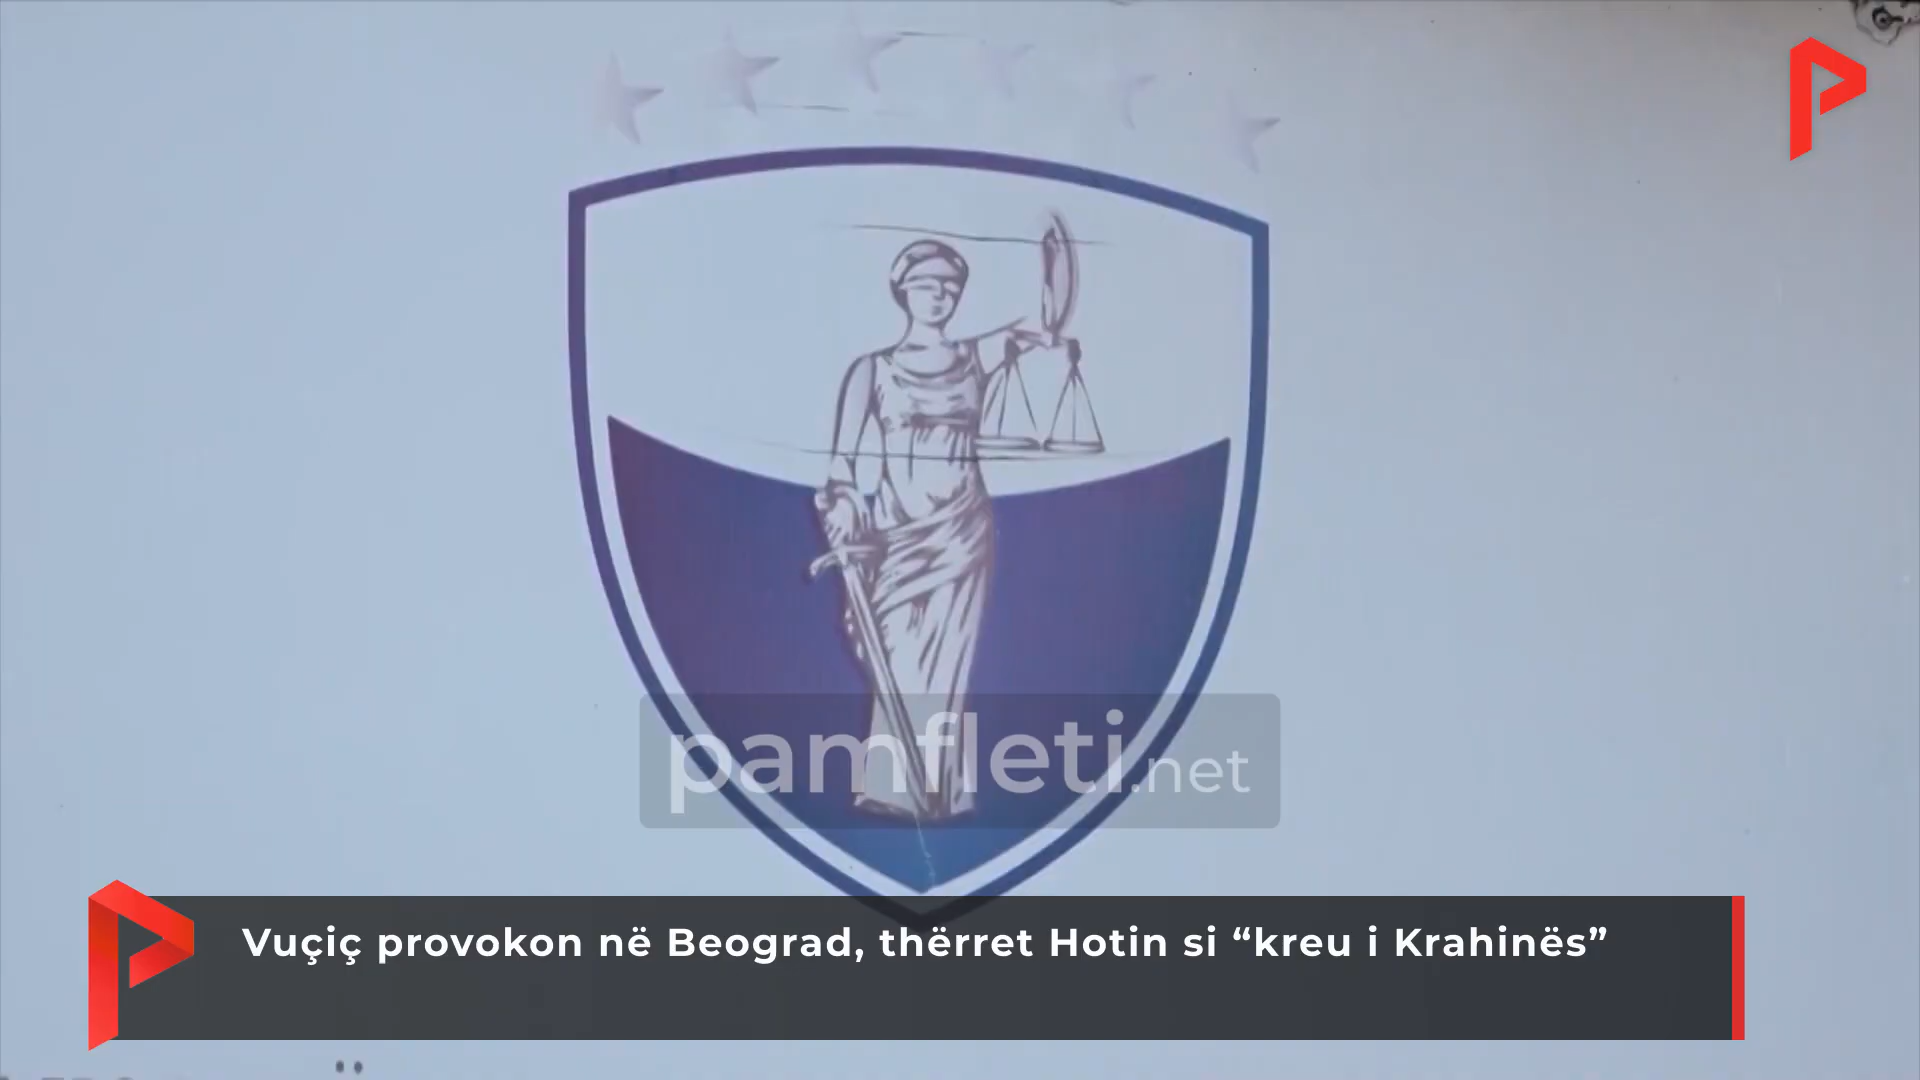 pamfleti.net
Vuçiç provokon në Beograd, thërret Hotin si “kreu i Krahinës”